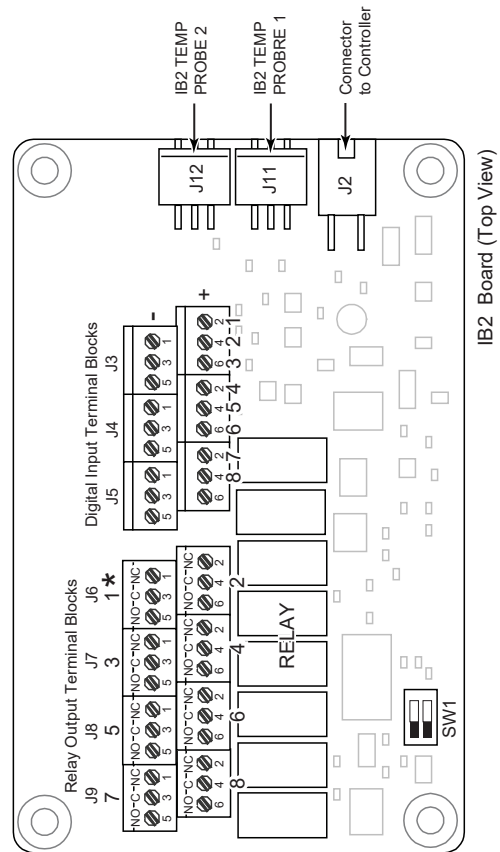 Relay Output Terminal Blocks
Digital Input Terminal Blocks
J9 J8 J7 J6 J5 J4 J3
7 5 3 1* -
NO-C-NC NO-C-NC NO-C-NC NO-C-NC
5 3 1 5 3 1 5 3 1 5 3 1 5 3 1 5 3 1 5 3 1
NO-C-NC NO-C-NC NO-C-NC NO-C-NC +
6 4 2 6 4 2 6 4 2 6 4 2 6 4 2 6 4 2 6 4 2
8 6 4 2 8-7 6-5-4 3-2-1
RELAY
J12
J11
J2
IB2 TEMP
PROBE 2
IB2 TEMP
PROBRE 1
Connector
to Controller
SW1
IB2 Board (Top View)